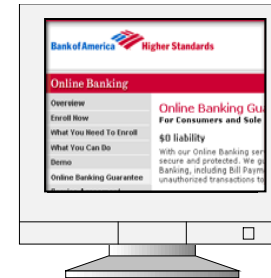 Bank of America Higher Standards
Online Banking
Overview
Enroll Now
What You Need To Enroll
What You Can Do
Demo
Online Banking Guarantee
Online Banking Gu
For Consumers and Sole
$0 liability
With our Online Banking ser
secure and protected. We g
Banking, including Bill Paym
unauthorized transactions to